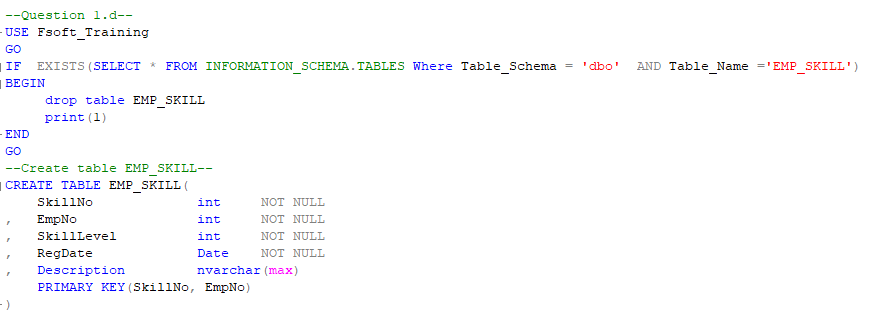 --Question 1.d--
USE Fsoft_Training
GO
IF  EXISTS(SELECT * FROM INFORMATION_SCHEMA.TABLES Where Table_Schema = 'dbo'  AND Table_Name ='EMP_SKILL')
BEGIN
     drop table EMP_SKILL
     print(1)
END
GO
--Create table EMP_SKILL--
CREATE TABLE EMP_SKILL(
    SkillNo             int     NOT NULL
,   EmpNo               int     NOT NULL
,   SkillLevel          int     NOT NULL
,   RegDate             Date    NOT NULL
,   Description         nvarchar(max)
    PRIMARY KEY(SkillNo, EmpNo)
)